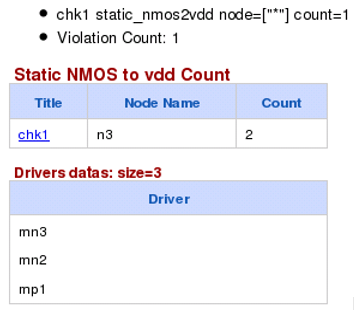 chk1 static_nmos2vdd node=["*"] count=1
Violation Count: 1
Static NMOS to vdd Count
Title Node Name Count
chk1 n3 2
Drivers datas: size=3
Driver
mn3
mn2
mp1